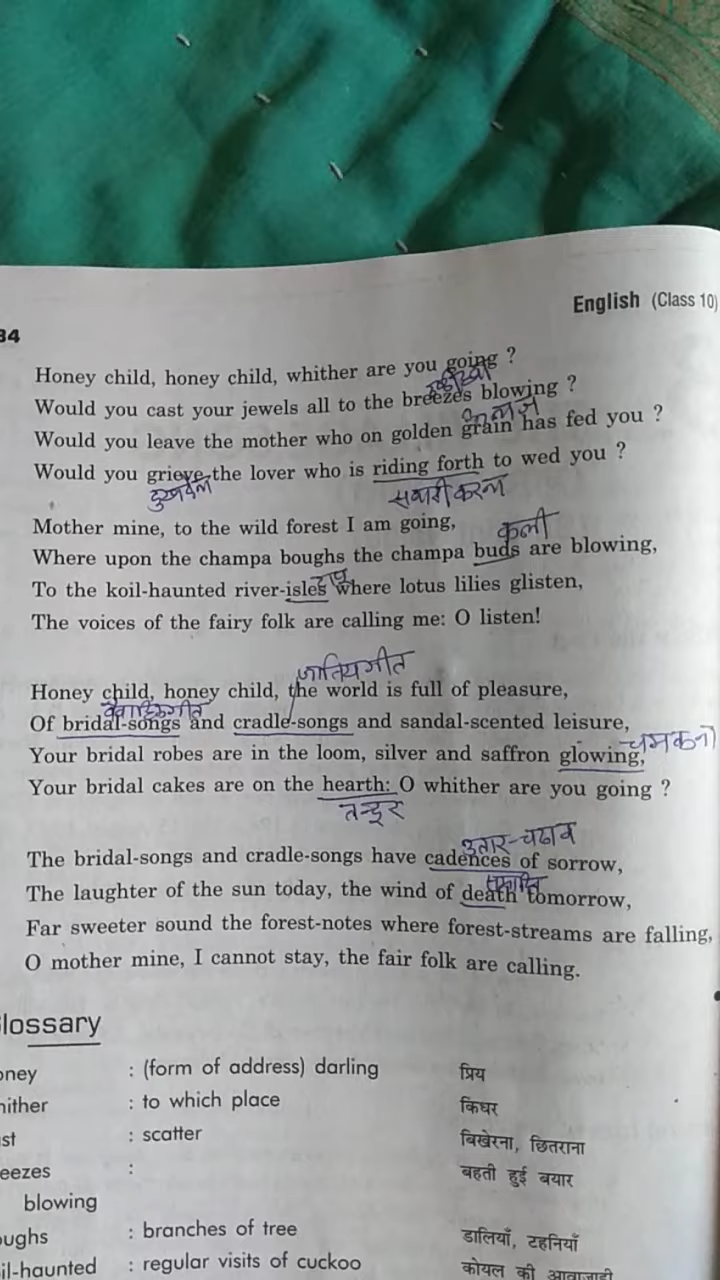 English (Class 10)
34
Honey child, honey child, whither are you going ?
Would you cast your jewels all to the breezes blowing ?
Would you leave the mother who on golden grain has fed you ?
Would you grieve the lover who is riding forth to wed you ?
दुख देना
सवारी करना
Mother mine, to the wild forest I am going,
कली
Where upon the champa boughs the champa buds are blowing,
टापू
To the koil-haunted river-isles where lotus lilies glisten,
The voices of the fairy folk are calling me: O listen!
Honey child, honey child, the world is full of pleasure,
Of bridal-songs and cradle-songs and sandal-scented leisure,
चमकना
Your bridal robes are in the loom, silver and saffron glowing,
Your bridal cakes are on the hearth: O whither are you going ?
तन्दूर
उतार-चढाव
The bridal-songs and cradle-songs have cadences of sorrow,
The laughter of the sun today, the wind of death tomorrow,
Far sweeter sound the forest-notes where forest-streams are falling,
O mother mine, I cannot stay, the fair folk are calling.
lossary
oney : (form of address) darling प्रिय
hither : to which place किधर
st : scatter बिखेरना, छितराना
eezes : बहती हुई बयार
blowing
ughs : branches of tree डालियाँ, टहनियाँ
il-haunted : regular visits of cuckoo कोयल की आवाजाही